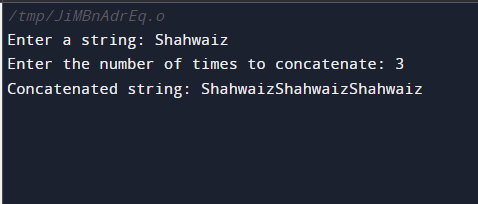 /tmp/JiMBnAdrEq.o
Enter a string: Shahwaiz
Enter the number of times to concatenate: 3
Concatenated string: ShahwaizShahwaizShahwaiz